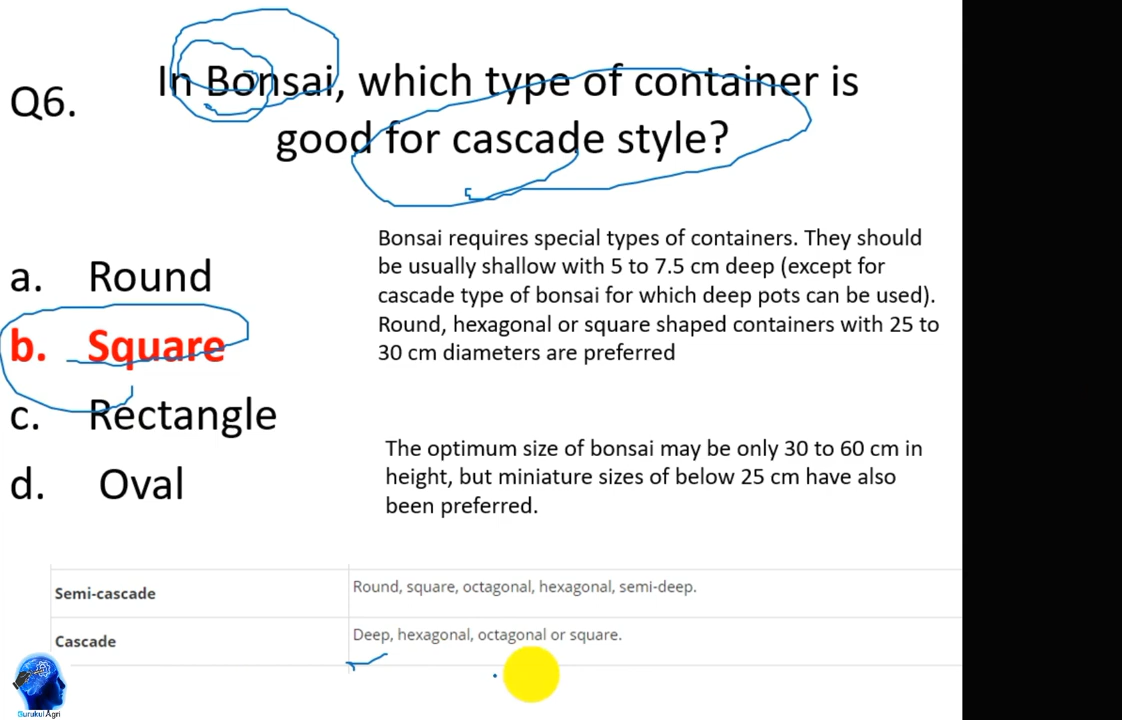 Q6.
In Bonsai, which type of container is
good for cascade style?
a. Round
b. Square
c. Rectangle
d. Oval
Bonsai requires special types of containers. They should
be usually shallow with 5 to 7.5 cm deep (except for
cascade type of bonsai for which deep pots can be used).
Round, hexagonal or square shaped containers with 25 to
30 cm diameters are preferred
The optimum size of bonsai may be only 30 to 60 cm in
height, but miniature sizes of below 25 cm have also
been preferred.
Semi-cascade Round, square, octagonal, hexagonal, semi-deep.
Cascade Deep, hexagonal, octagonal or square.
Gurukul Agri